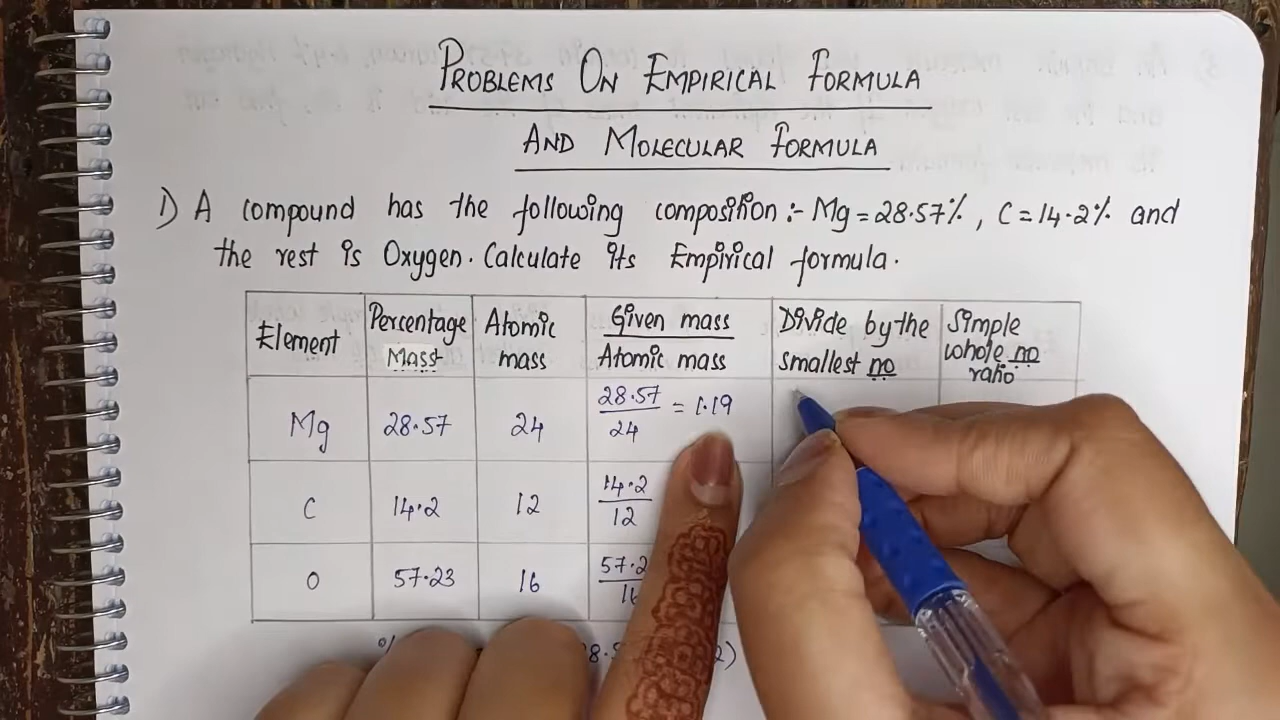 PROBLEMS ON EMPIRICAL FORMULA
AND MOLECULAR FORMULA
1) A compound has the following composition :- Mg = 28.57%, C = 14.2% and
the rest is Oxygen. Calculate its Empirical formula.
Element Percentage Mass Atomic mass Given mass / Atomic mass Divide by the smallest no Simple whole no ratio
Mg 28.57 24 28.57/24 = 1.19
C 14.2 12 14.2/12
O 57.23 16